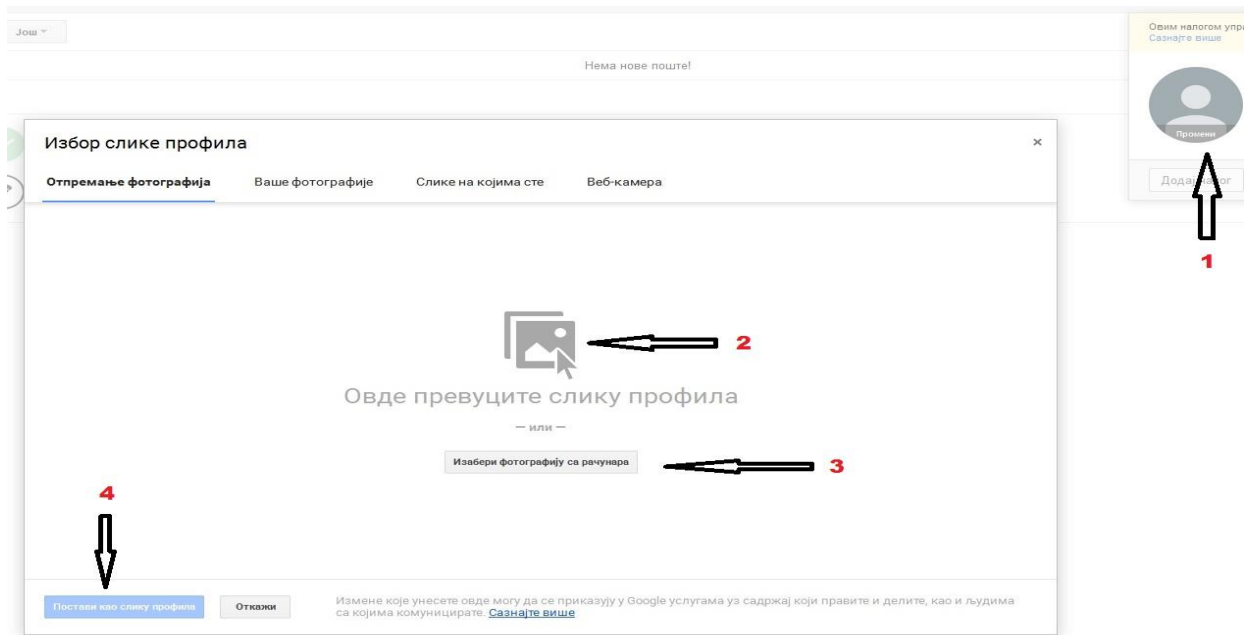 Још
Овим налогом упра
Сазнајте више
Нема нове поште!
Промени
Избор слике профила
×
Отпремање фотографија Ваше фотографије Слике на којима сте Веб-камера
Додај налог
1
2
Овде превуците слику профила
— или —
Изабери фотографију са рачунара
3
4
Постави као слику профила Откажи
Измене које унесете овде могу да се приказују у Google услугама уз садржај који правите и делите, као и људима
са којима комуницирате. Сазнајте више